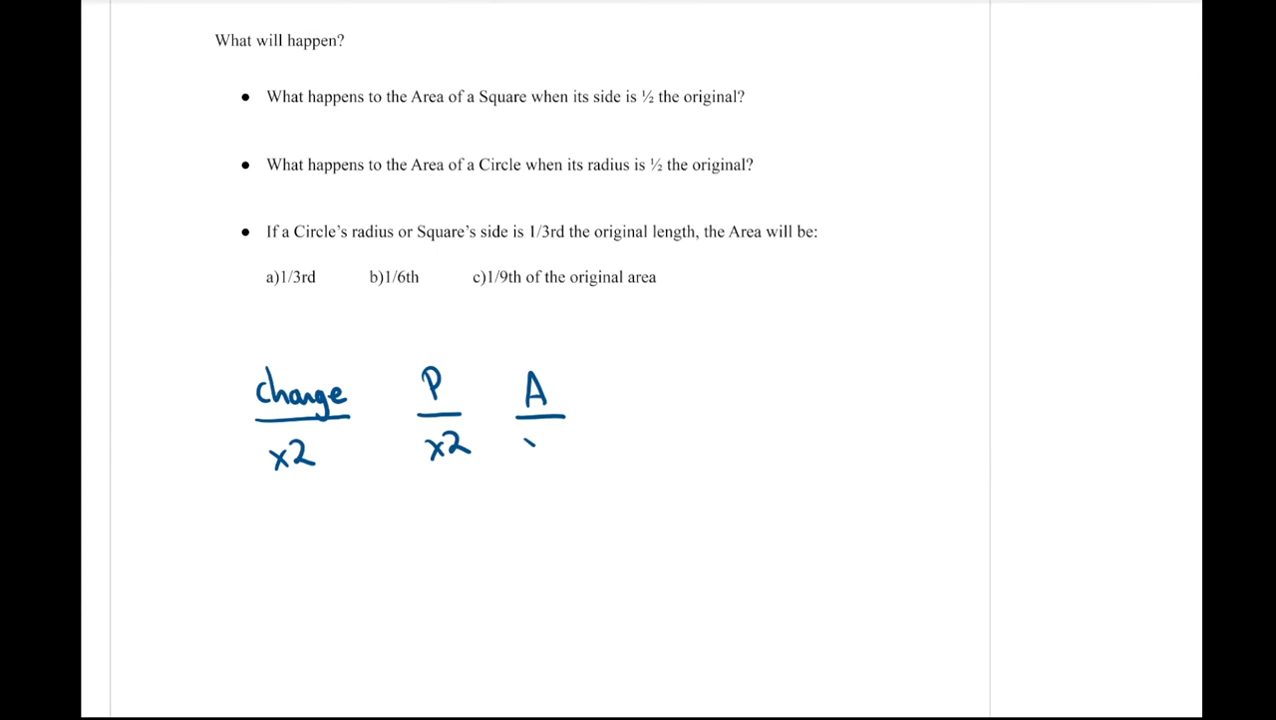 What will happen?
● What happens to the Area of a Square when its side is ½ the original?
● What happens to the Area of a Circle when its radius is ½ the original?
● If a Circle’s radius or Square’s side is 1/3rd the original length, the Area will be:
a)1/3rd b)1/6th c)1/9th of the original area
change P A
x2 x2